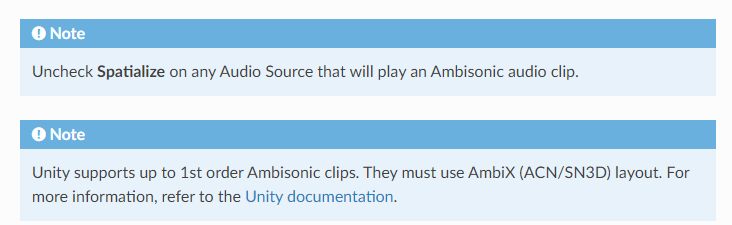 Note
Uncheck Spatialize on any Audio Source that will play an Ambisonic audio clip.
Note
Unity supports up to 1st order Ambisonic clips. They must use AmbiX (ACN/SN3D) layout. For
more information, refer to the Unity documentation.